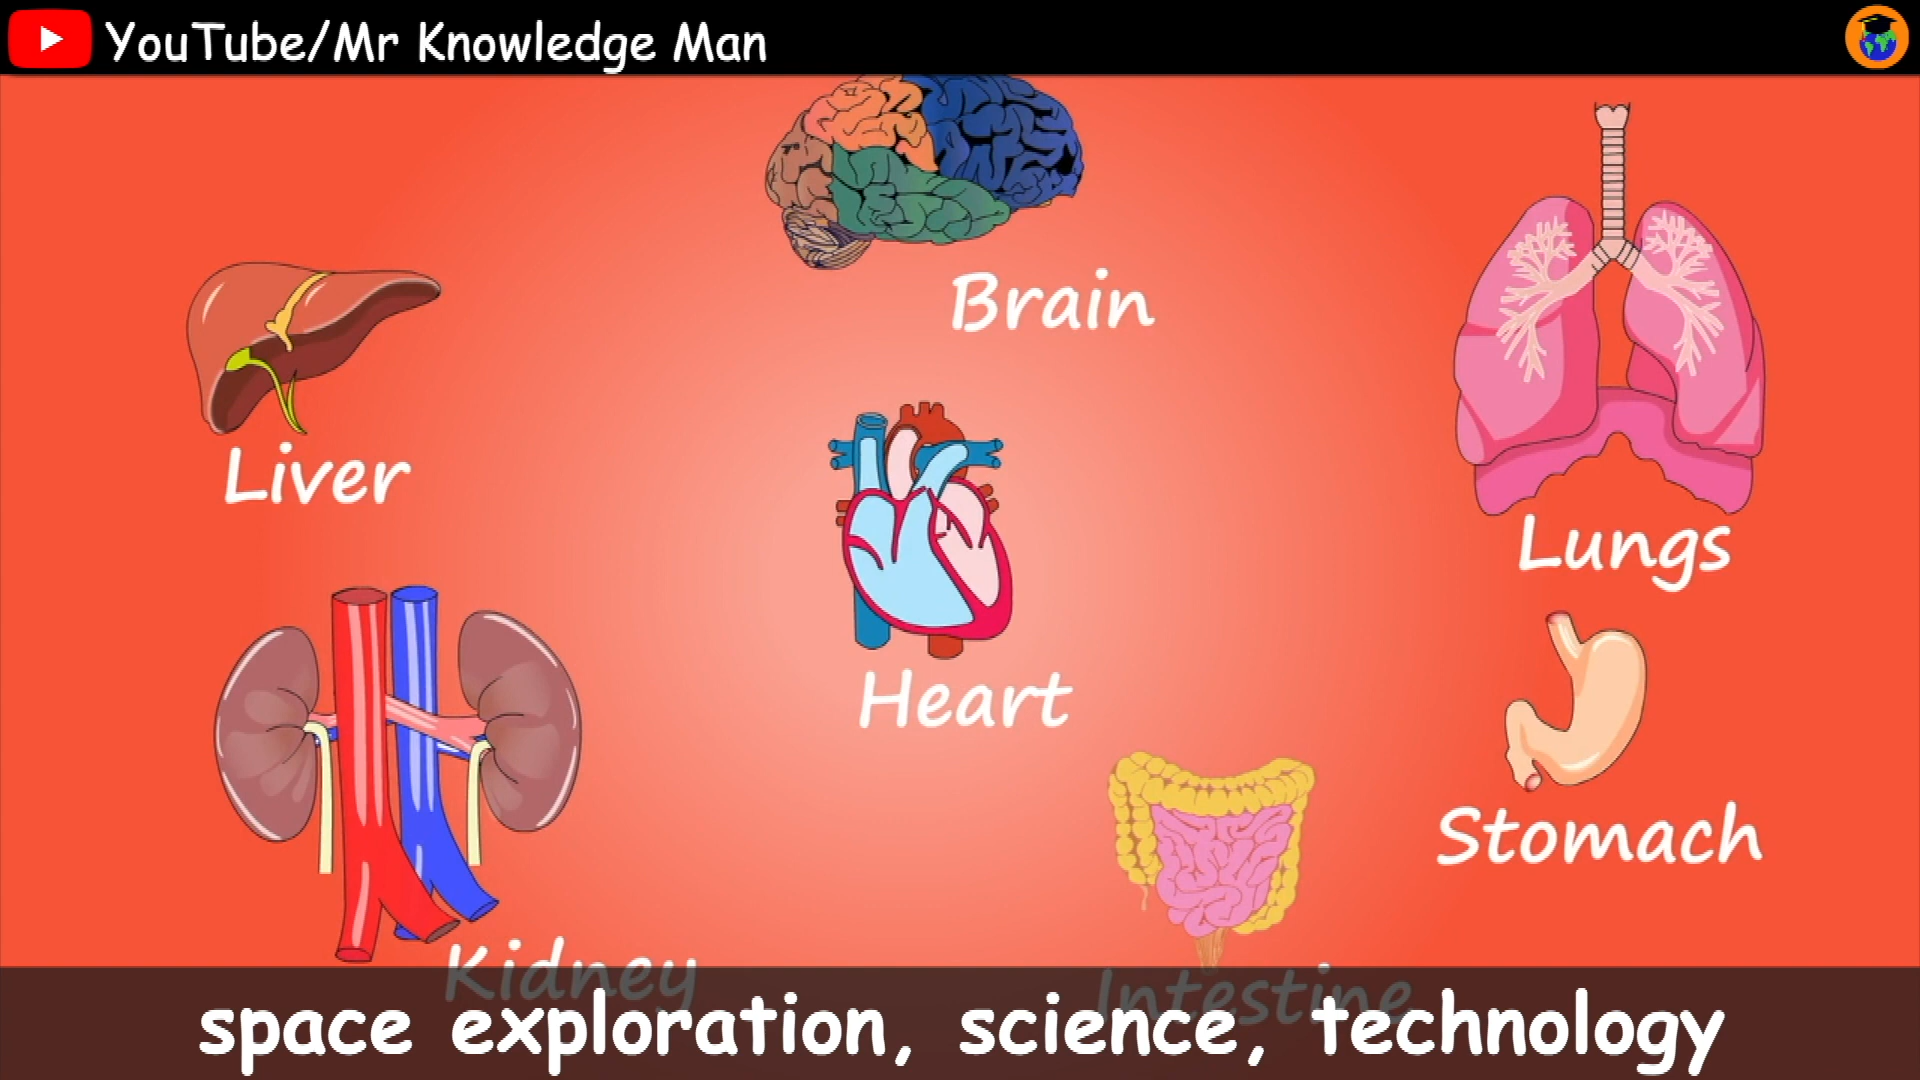 YouTube/Mr Knowledge Man
Brain
Liver
Lungs
Heart
Stomach
Kidney
Intestine
space exploration, science, technology